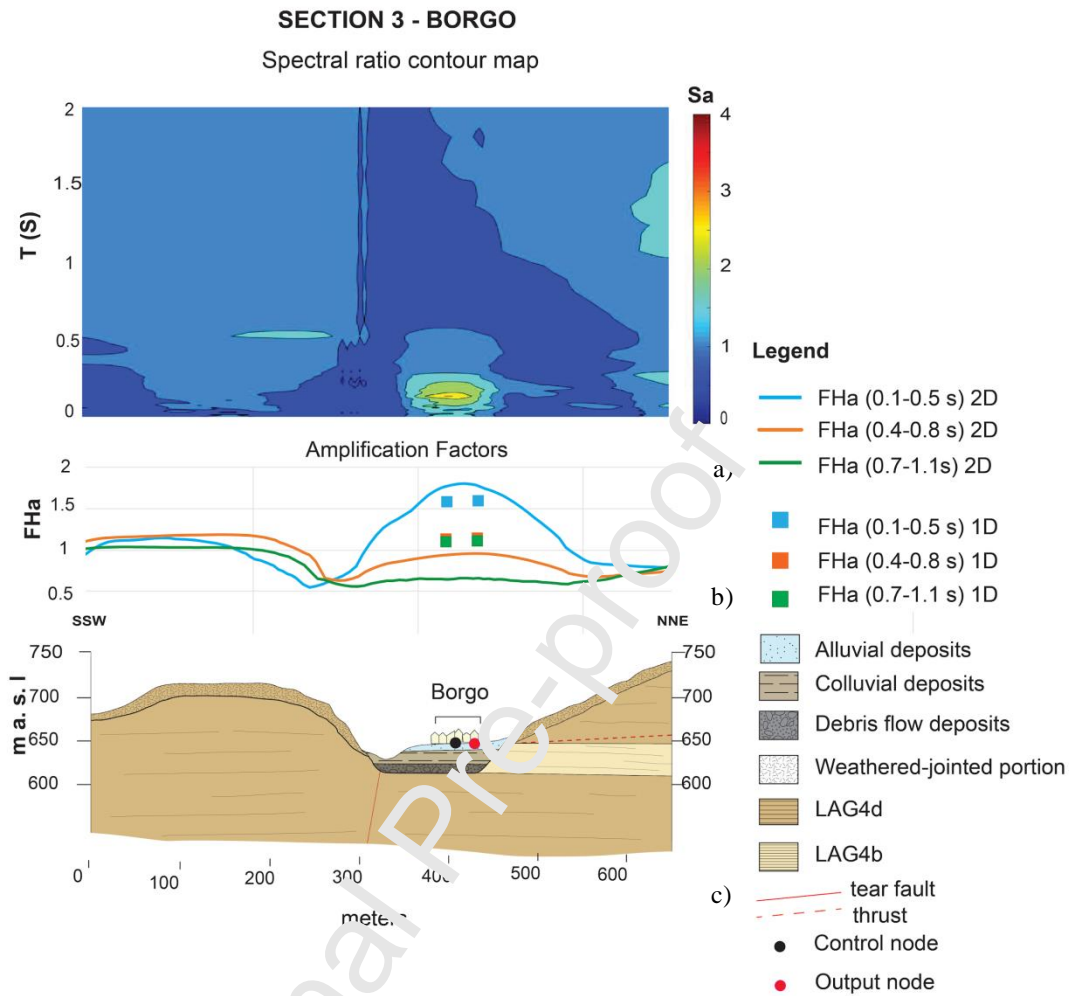 SECTION 3 - BORGO
Spectral ratio contour map
Sa
2
1.5
1
0.5
0
T (S)
4
3
2
1
0
Amplification Factors
a)
2
1.5
1
0.5
FHa
b)
SSW
NNE
750
700
650
600
m a. s. l
Borgo
750
700
650
600
0
100
200
300
400
500
600
c)
Legend
FHa (0.1-0.5 s) 2D
FHa (0.4-0.8 s) 2D
FHa (0.7-1.1s) 2D
FHa (0.1-0.5 s) 1D
FHa (0.4-0.8 s) 1D
FHa (0.7-1.1 s) 1D
Alluvial deposits
Colluvial deposits
Debris flow deposits
Weathered-jointed portion
LAG4d
LAG4b
tear fault
thrust
Control node
Output node
Pre-proof